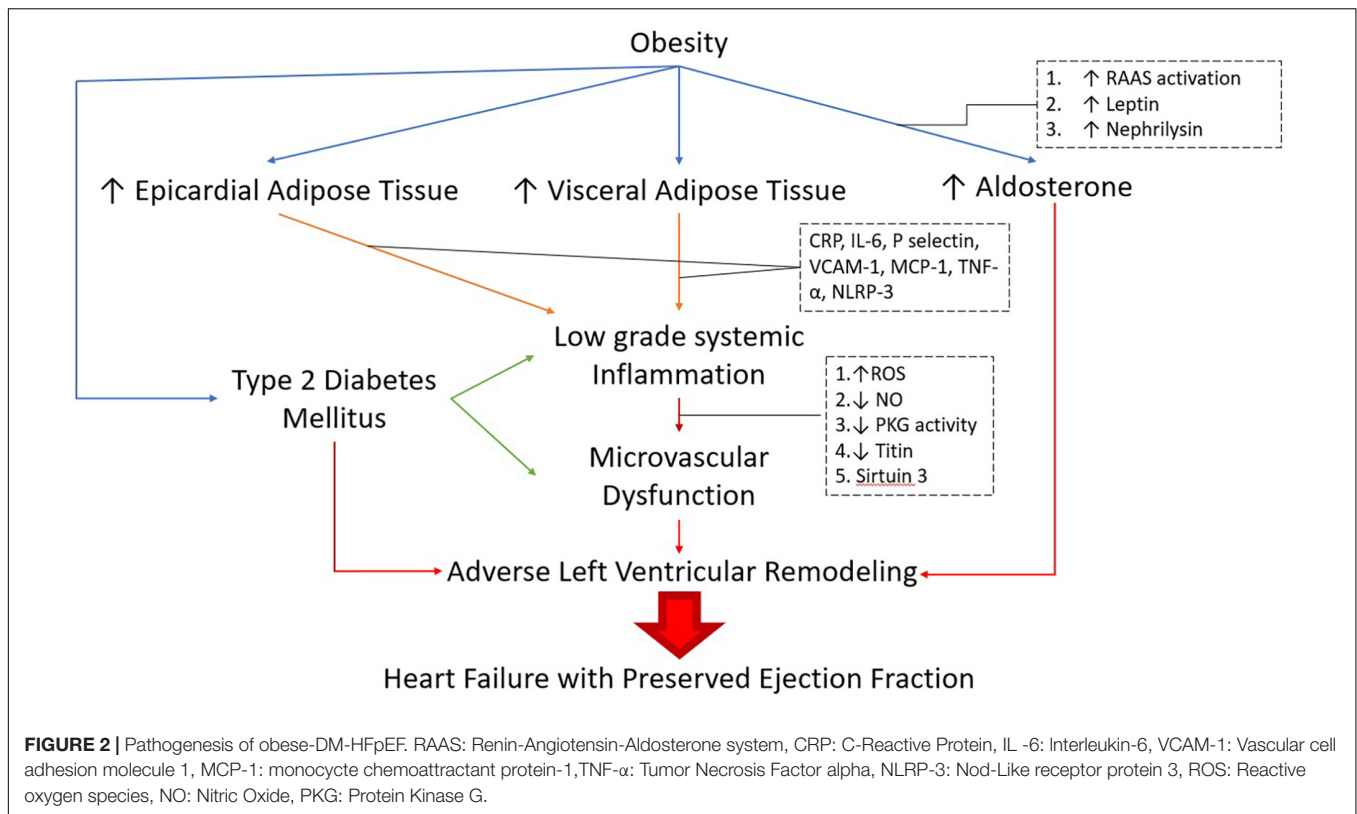 Obesity
1. ↑ RAAS activation
2. ↑ Leptin
3. ↑ Nephrilysin
↑ Epicardial Adipose Tissue
↑ Visceral Adipose Tissue
↑ Aldosterone
CRP, IL-6, P selectin,
VCAM-1, MCP-1, TNF-
α, NLRP-3
Low grade systemic
Inflammation
Type 2 Diabetes
Mellitus
1.↑ROS
2.↓ NO
3.↓ PKG activity
4.↓ Titin
5. Sirtuin 3
Microvascular
Dysfunction
Adverse Left Ventricular Remodeling
Heart Failure with Preserved Ejection Fraction
FIGURE 2 | Pathogenesis of obese-DM-HFpEF. RAAS: Renin-Angiotensin-Aldosterone system, CRP: C-Reactive Protein, IL -6: Interleukin-6, VCAM-1: Vascular cell
adhesion molecule 1, MCP-1: monocycte chemoattractant protein-1,TNF-α: Tumor Necrosis Factor alpha, NLRP-3: Nod-Like receptor protein 3, ROS: Reactive
oxygen species, NO: Nitric Oxide, PKG: Protein Kinase G.